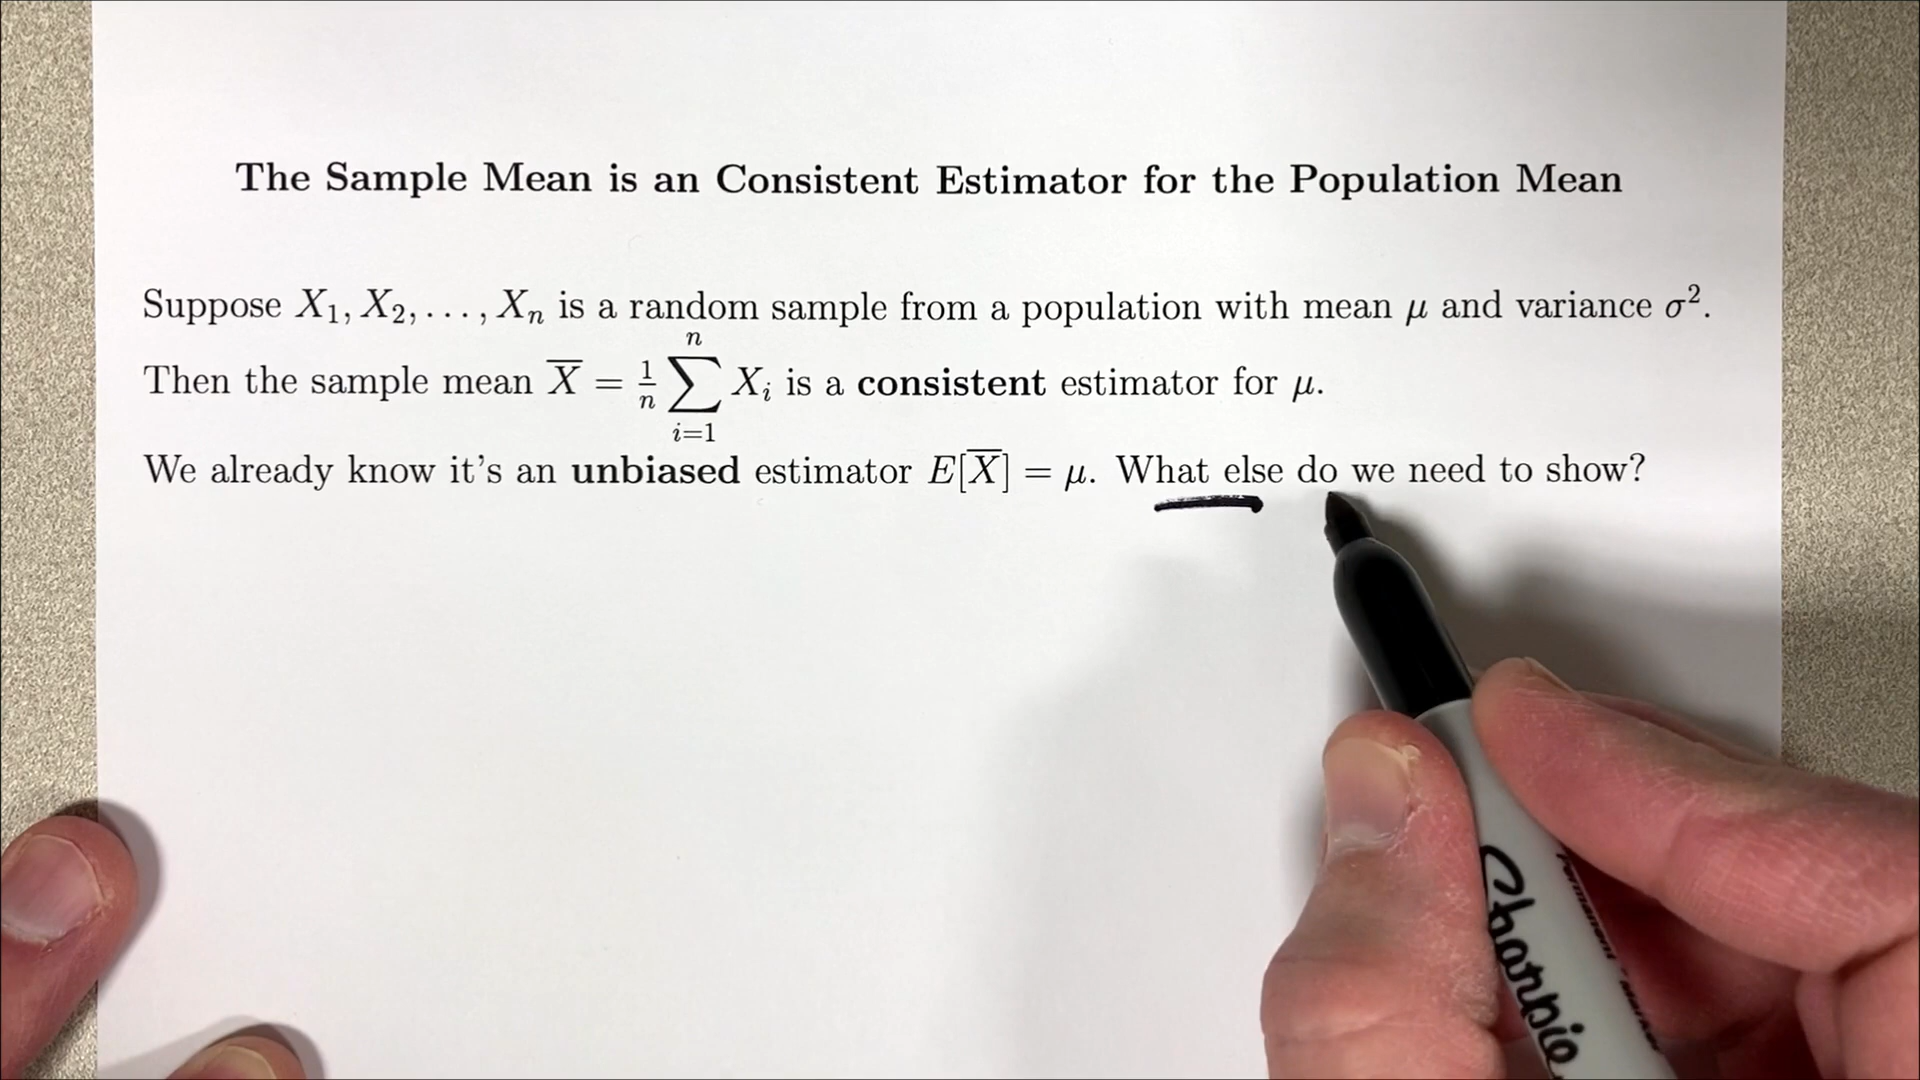 The Sample Mean is an Consistent Estimator for the Population Mean
Suppose X₁, X₂, . . . , Xₙ is a random sample from a population with mean μ and variance σ².
Then the sample mean X̅ = 1/n ∑ᵢ₌₁ⁿ Xᵢ is a consistent estimator for μ.
We already know it's an unbiased estimator E[X̅] = μ. What else do we need to show?
Sharpie